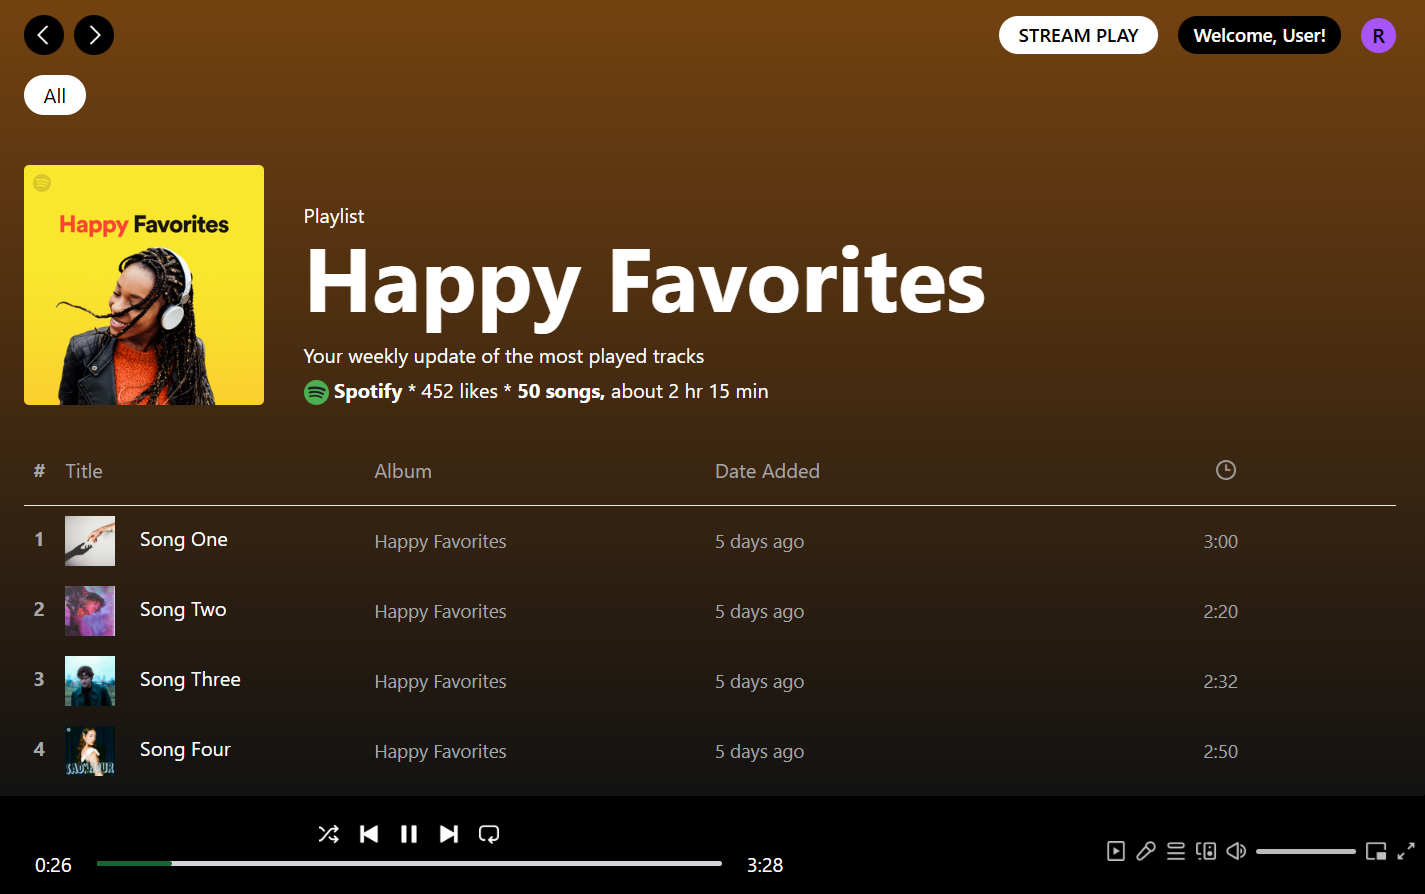 STREAM PLAY
Welcome, User!
R
All
Happy Favorites
Playlist
Happy Favorites
Your weekly update of the most played tracks
Spotify * 452 likes * 50 songs, about 2 hr 15 min
# Title Album Date Added
1 Song One Happy Favorites 5 days ago 3:00
2 Song Two Happy Favorites 5 days ago 2:20
3 Song Three Happy Favorites 5 days ago 2:32
4 Song Four Happy Favorites 5 days ago 2:50
0:26 3:28